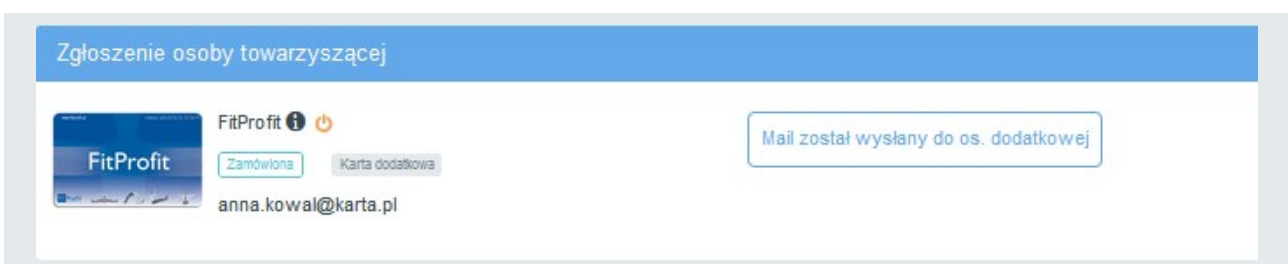 Zgłoszenie osoby towarzyszącej
FitProfit
FitProfit
Zamówiona Karta dodatkowa
anna.kowal@karta.pl
Mail został wysłany do os. dodatkowej